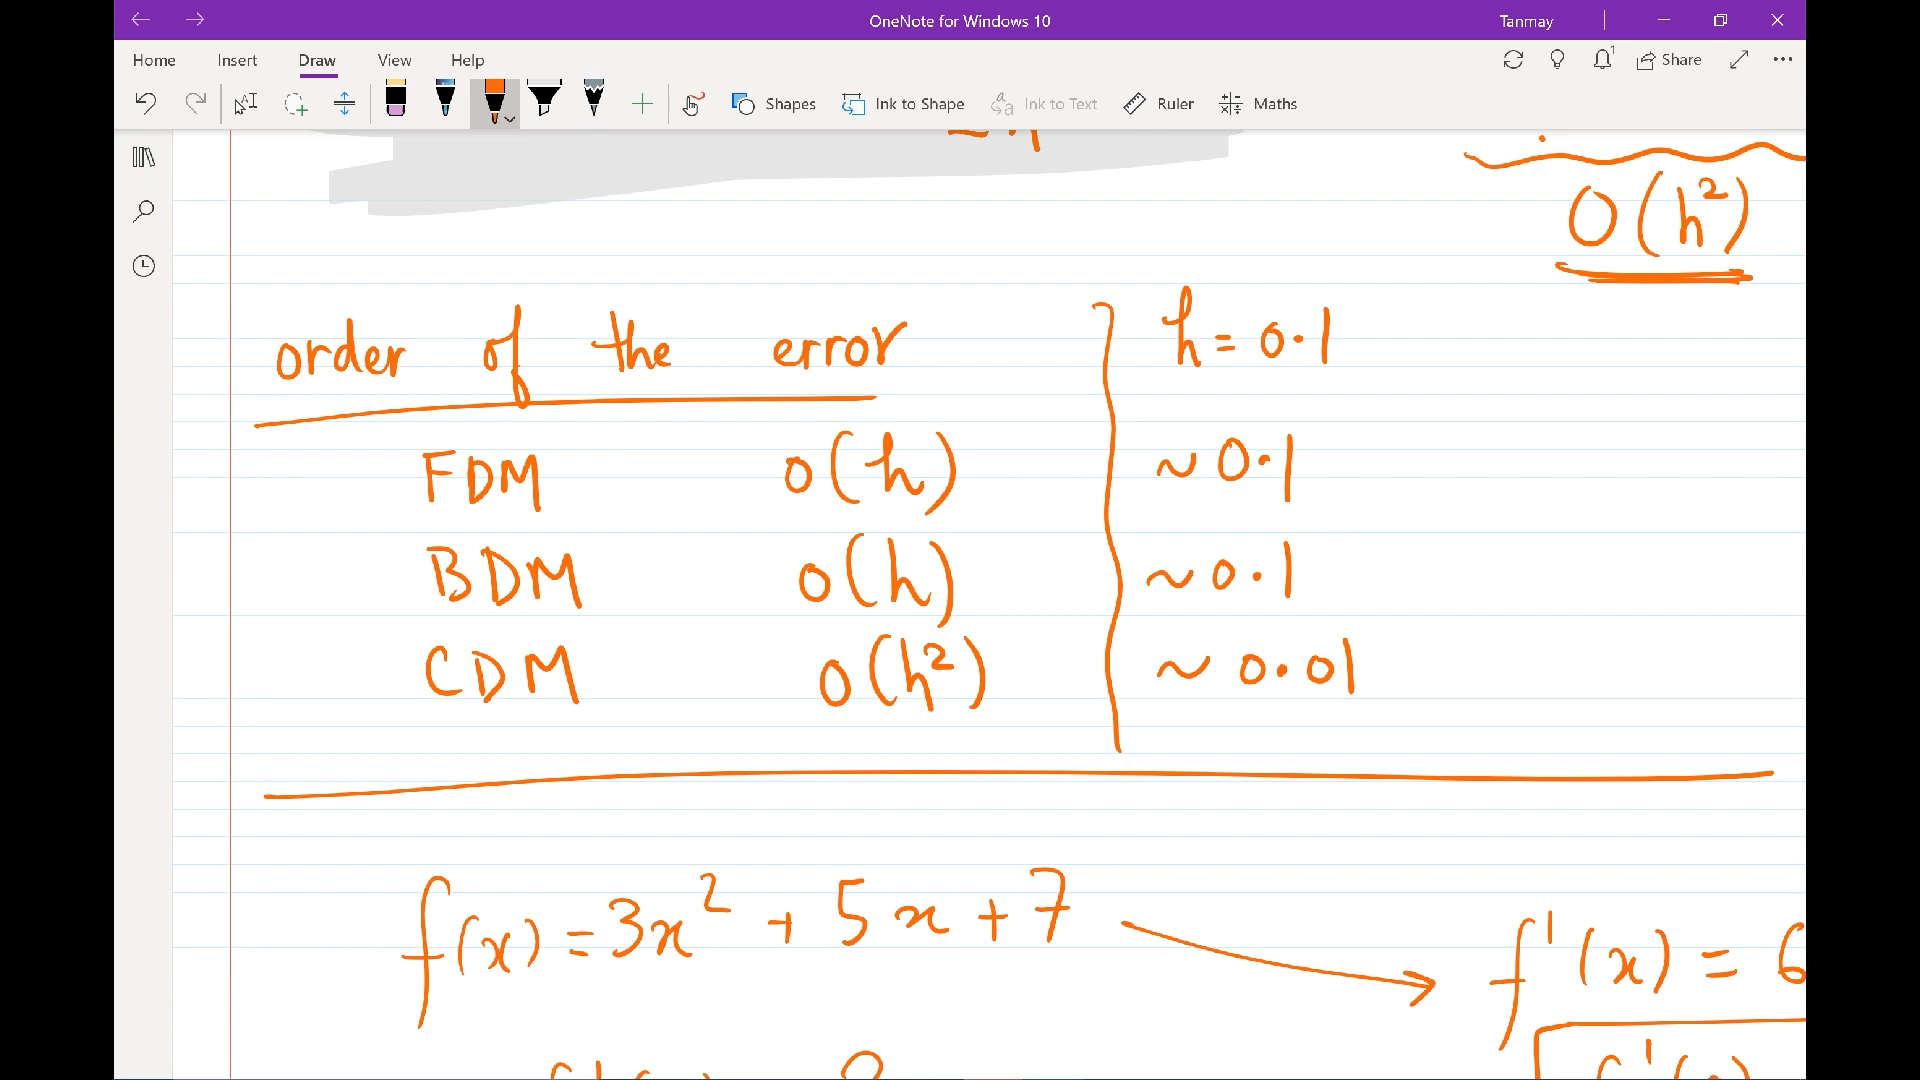 OneNote for Windows 10
Tanmay
Home Insert Draw View Help
1 Share
Shapes Ink to Shape Ink to Text Ruler Maths
O(h²)
order of the error
h = 0.1
FDM O(h) ~ 0.1
BDM O(h) ~ 0.1
CDM O(h²) ~ 0.01
f(x) = 3x² + 5x + 7
f'(x) = 6